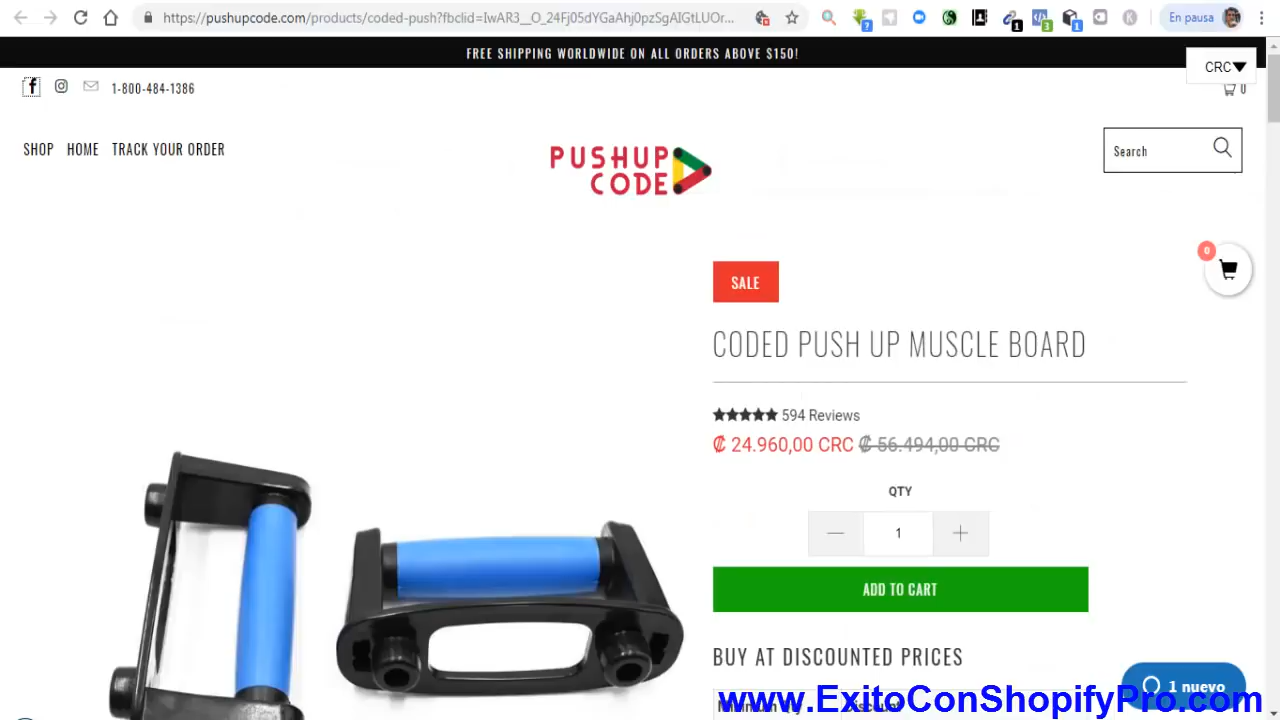 https://pushupcode.com/products/coded-push?fbclid=IwAR3__O_24Fj05dYGaAhj0pzSgAIGtLUOr...
En pausa
FREE SHIPPING WORLDWIDE ON ALL ORDERS ABOVE $150!
CRC
1-800-484-1386
0
SHOP HOME TRACK YOUR ORDER
PUSHUP
CODE
Search
0
SALE
CODED PUSH UP MUSCLE BOARD
594 Reviews
₡ 24.960,00 CRC ₡ 56.494,00 CRC
QTY
1
ADD TO CART
BUY AT DISCOUNTED PRICES
1 nuevo
www.ExitoConShopifyPro.com